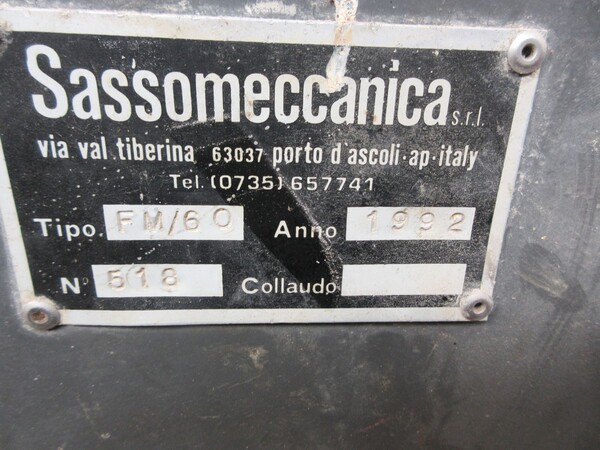 Sassomeccanica s.r.l.
via val tiberina 63037 porto d'ascoli·ap·italy
Tel. (0735) 657741
Tipo. FM/60 Anno 1992
N° 518 Collaudo